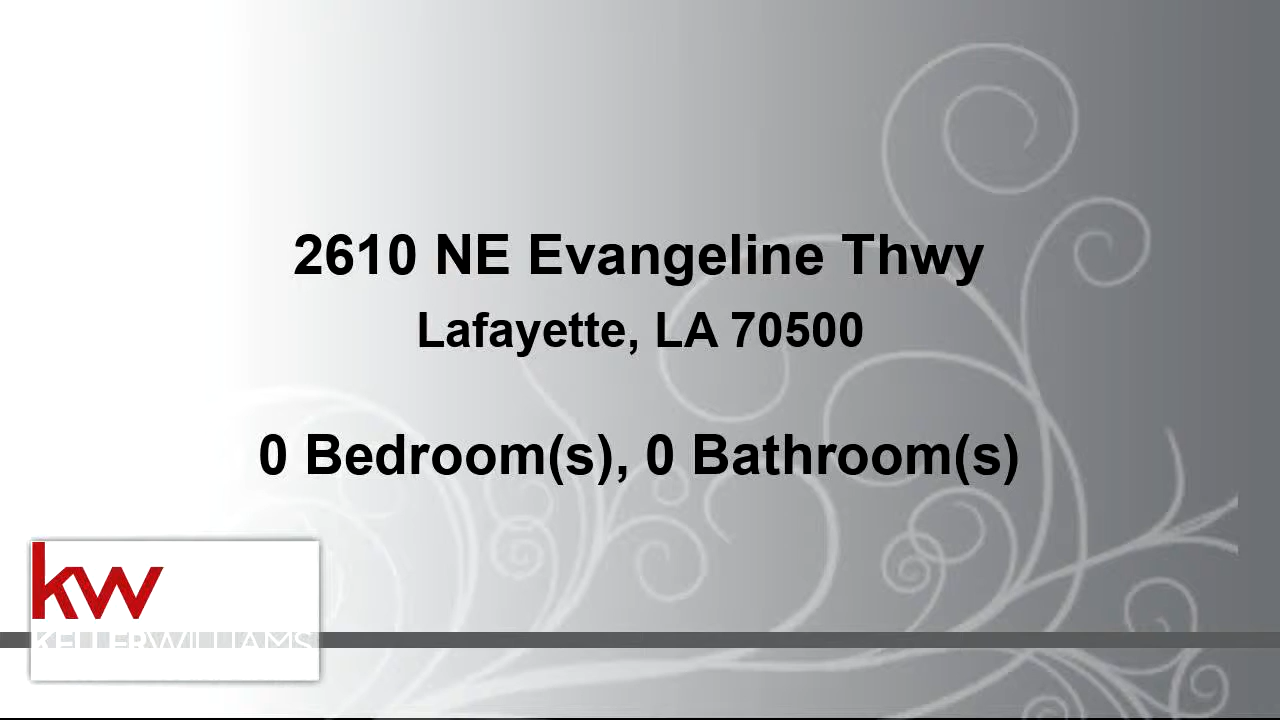 2610 NE Evangeline Thwy
Lafayette, LA 70500
0 Bedroom(s), 0 Bathroom(s)
kw
KELLERWILLIAMS